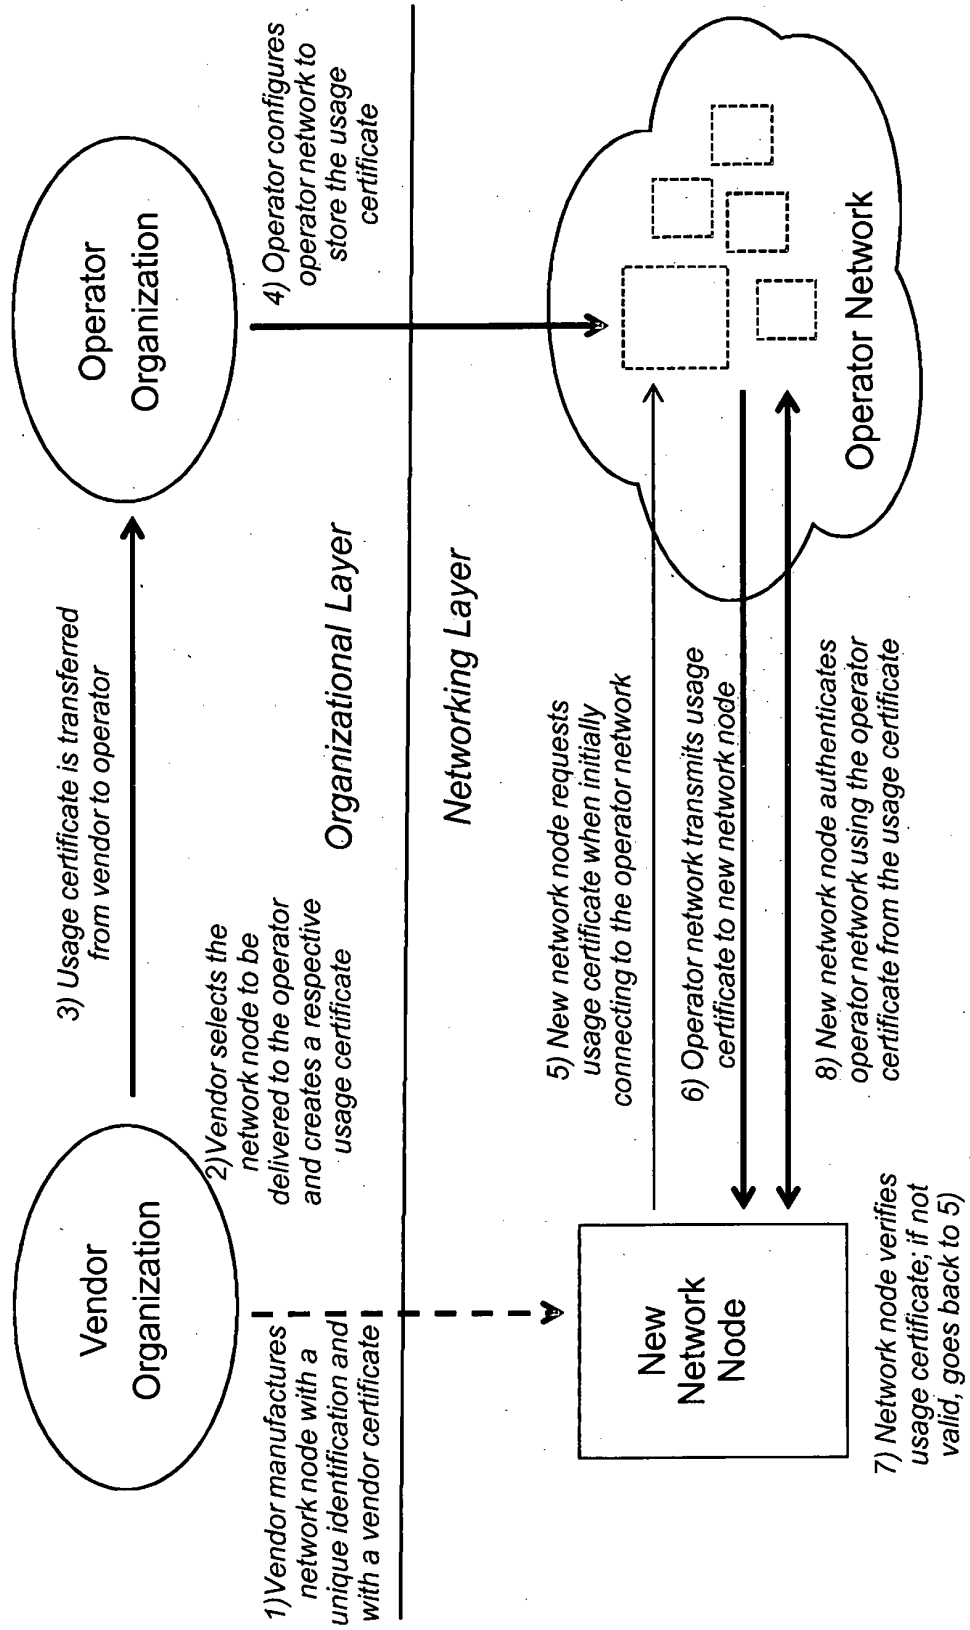 Vendor
Organization
3) Usage certificate is transferred
from vendor to operator
Operator
Organization
1)Vendor manufactures
network node with a
unique identification and
with a vendor certificate
2)Vendor selects the
network node to be
delivered to the operator
and creates a respective
usage certificate
4) Operator configures
operator network to
store the usage
certificate
Organizational Layer
Networking Layer
New
Network
Node
5) New network node requests
usage certificate when initially
connecting to the operator network
6) Operator network transmits usage
certificate to new network node
7) Network node verifies
usage certificate; if not
valid, goes back to 5)
8) New network node authenticates
operator network using the operator
certificate from the usage certificate
Operator Network